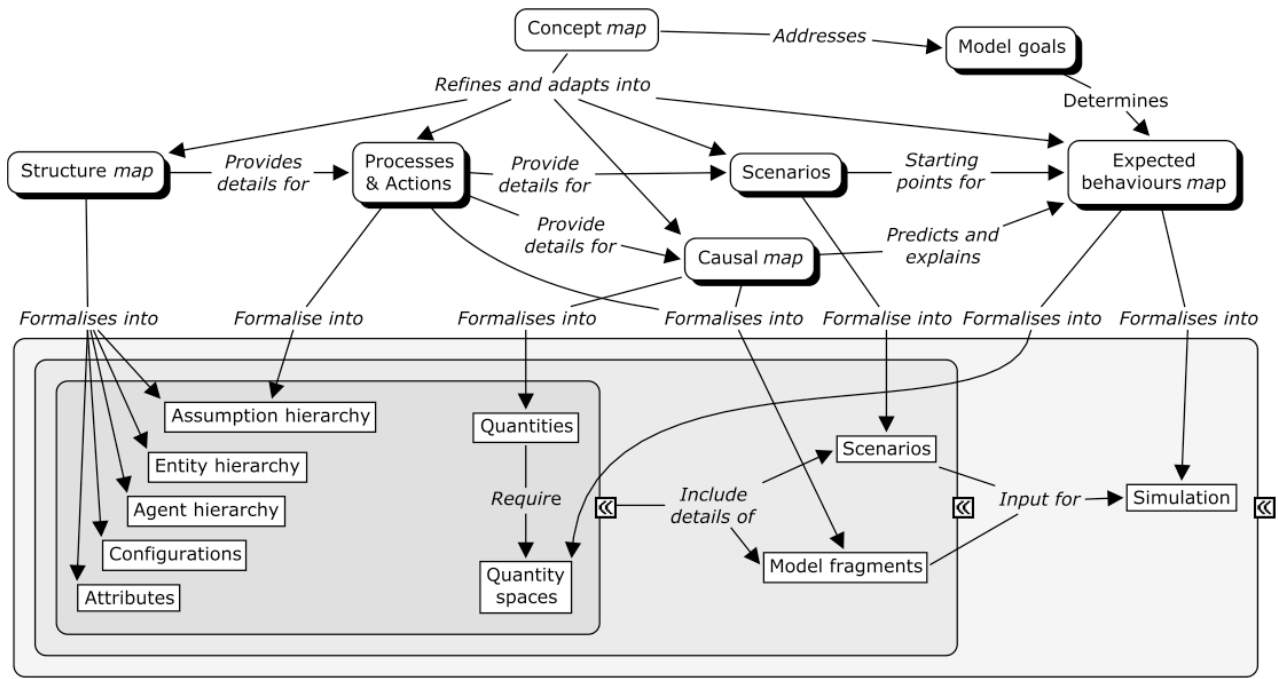 Concept map
Addresses
Model goals
Refines and adapts into
Determines
Structure map
Provides
details for
Processes
& Actions
Provide
details for
Scenarios
Starting
points for
Expected
behaviours map
Provide
details for
Causal map
Predicts and
explains
Formalises into
Formalise into
Formalises into
Formalises into
Formalise into
Formalises into
Formalises into
Assumption hierarchy
Quantities
Scenarios
Entity hierarchy
Require
Include
details of
Input for
Simulation
Agent hierarchy
Configurations
Model fragments
Quantity
spaces
Attributes